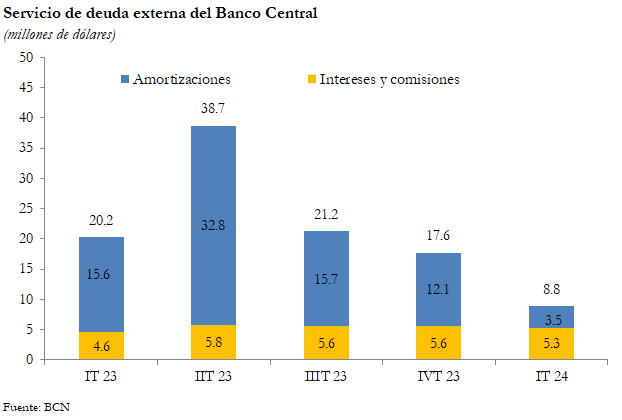 Servicio de deuda externa del Banco Central
(millones de dólares)
50
45
40
35
30
25
20
15
10
5
0
Amortizaciones
Intereses y comisiones
20.2
15.6
4.6
38.7
32.8
5.8
21.2
15.7
5.6
17.6
12.1
5.6
8.8
3.5
5.3
IT 23
IIT 23
IIIT 23
IVT 23
IT 24
Fuente: BCN